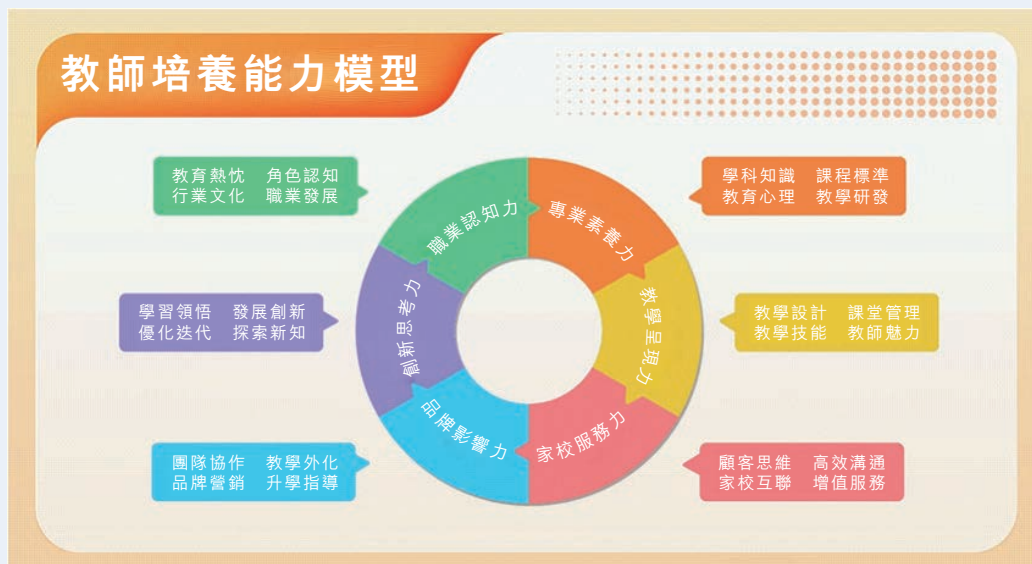 教師培養能力模型
教育熱忱 角色認知
行業文化 職業發展
學科知識 課程標準
教育心理 教學研發
職業認知力
專業素養力
學習領悟 發展創新
優化迭代 探索新知
創新思考力
教學呈現力
教學設計 課堂管理
教學技能 教師魅力
品牌影響力
家校服務力
團隊協作 教學外化
品牌營銷 升學指導
顧客思維 高效溝通
家校互聯 增值服務